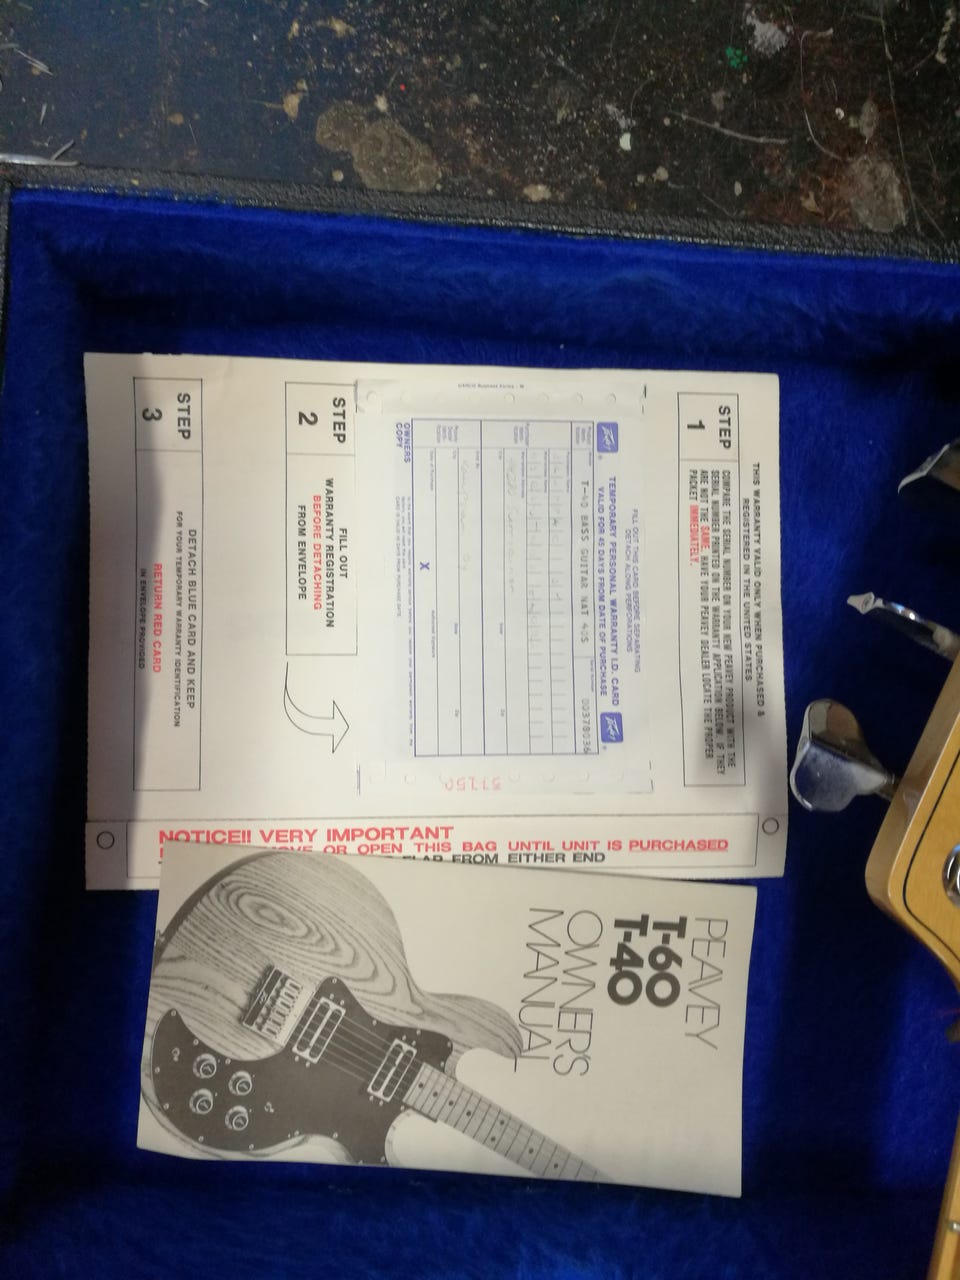 THIS WARRANTY VALID ONLY WHEN PURCHASED &
REGISTERED IN THE UNITED STATES
STEP
1
COMPARE THE SERIAL NUMBER ON YOUR NEW PEAVEY PRODUCT WITH THE
SERIAL NUMBER PRINTED ON THE WARRANTY APPLICATION BELOW. IF THEY
ARE NOT THE SAME, HAVE YOUR PEAVEY DEALER LOCATE THE PROPER
PACKET IMMEDIATELY.
FILL OUT THIS CARD BEFORE SEPARATING
DETACH ALONG PERFORATIONS
Peavey
TEMPORARY PERSONAL WARRANTY I.D. CARD
VALID FOR 45 DAYS FROM DATE OF PURCHASE
Peavey
T-40 BASS GUITAR NAT 40S
00378036
X
OWNERS
COPY
57150
STEP
2
FILL OUT
WARRANTY REGISTRATION
BEFORE DETACHING
FROM ENVELOPE
STEP
3
DETACH BLUE CARD AND KEEP
FOR YOUR TEMPORARY WARRANTY IDENTIFICATION
RETURN RED CARD
IN ENVELOPE PROVIDED
NOTICE!! VERY IMPORTANT
OR OPEN THIS BAG UNTIL UNIT IS PURCHASED
FLAP FROM EITHER END
PEAVEY
T-60
T-40
OWNER'S
MANUAL